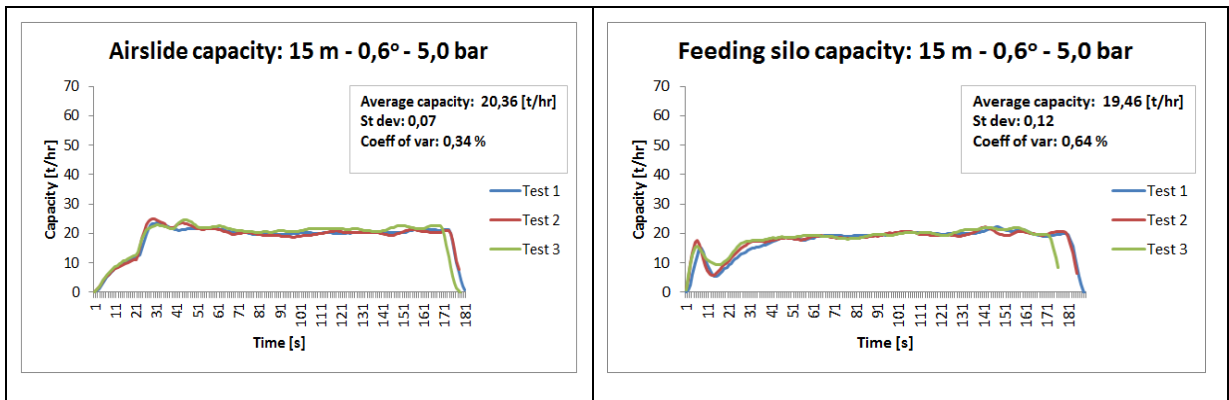 Airslide capacity: 15 m - 0,6° - 5,0 bar
Average capacity: 20,36 [t/hr]
St dev: 0,07
Coeff of var: 0,34 %
Capacity [t/hr]
70
60
50
40
30
20
10
0
Test 1
Test 2
Test 3
1 11 21 31 41 51 61 71 81 91 101 111 121 131 141 151 161 171 181
Time [s]
Feeding silo capacity: 15 m - 0,6° - 5,0 bar
Average capacity: 19,46 [t/hr]
St dev: 0,12
Coeff of var: 0,64 %
Capacity [t/hr]
70
60
50
40
30
20
10
0
Test 1
Test 2
Test 3
1 11 21 31 41 51 61 71 81 91 101 111 121 131 141 151 161 171 181
Time [s]